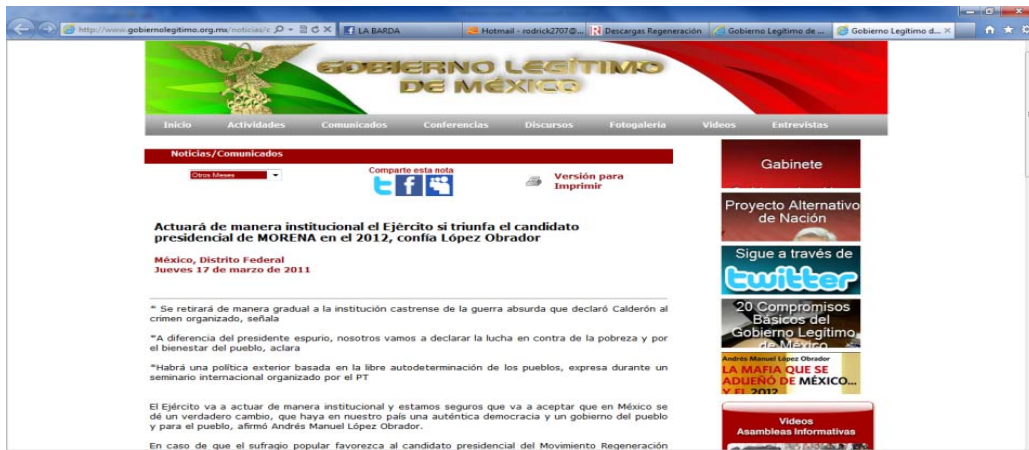 http://www.gobiernolegitimo.org.mx/noticias/c
LA BARDA
Hotmail - rodrick2707@...
Descargas Regeneración
Gobierno Legítimo de ...
Gobierno Legítimo d...
GOBIERNO LEGÍTIMO
DE MÉXICO
Inicio Actividades Comunicados Conferencias Discursos Fotogalería Videos Entrevistas
Noticias/Comunicados
Otros Meses
Comparte esta nota
Versión para
Imprimir
Actuará de manera institucional el Ejército si triunfa el candidato
presidencial de MORENA en el 2012, confía López Obrador
México, Distrito Federal
Jueves 17 de marzo de 2011
* Se retirará de manera gradual a la institución castrense de la guerra absurda que declaró Calderón al
crimen organizado, señala
*A diferencia del presidente espurio, nosotros vamos a declarar la lucha en contra de la pobreza y por
el bienestar del pueblo, aclara
*Habrá una política exterior basada en la libre autodeterminación de los pueblos, expresa durante un
seminario internacional organizado por el PT
El Ejército va a actuar de manera institucional y estamos seguros que va a aceptar que en México se
dé un verdadero cambio, que haya en nuestro país una auténtica democracia y un gobierno del pueblo
y para el pueblo, afirmó Andrés Manuel López Obrador.
En caso de que el sufragio popular favorezca al candidato presidencial del Movimiento Regeneración
Gabinete
Proyecto Alternativo
de Nación
Sigue a través de
twitter
20 Compromisos
Básicos del
Gobierno Legítimo
de México
Andrés Manuel López Obrador
LA MAFIA QUE SE
ADUEÑÓ DE MÉXICO...
Y EL 2012
Videos
Asambleas Informativas